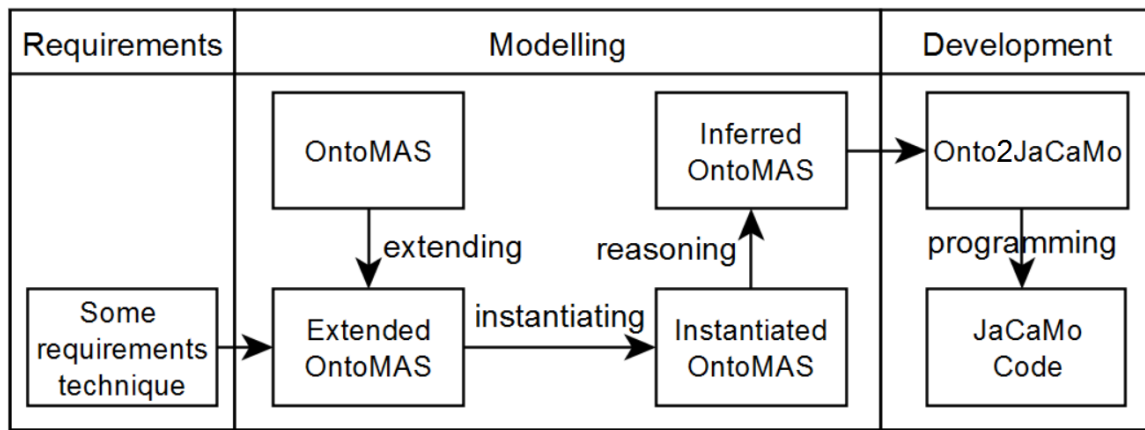 Requirements
Modelling
Development
OntoMAS
Inferred
OntoMAS
Onto2JaCaMo
extending
reasoning
programming
Some
requirements
technique
Extended
OntoMAS
instantiating
Instantiated
OntoMAS
JaCaMo
Code